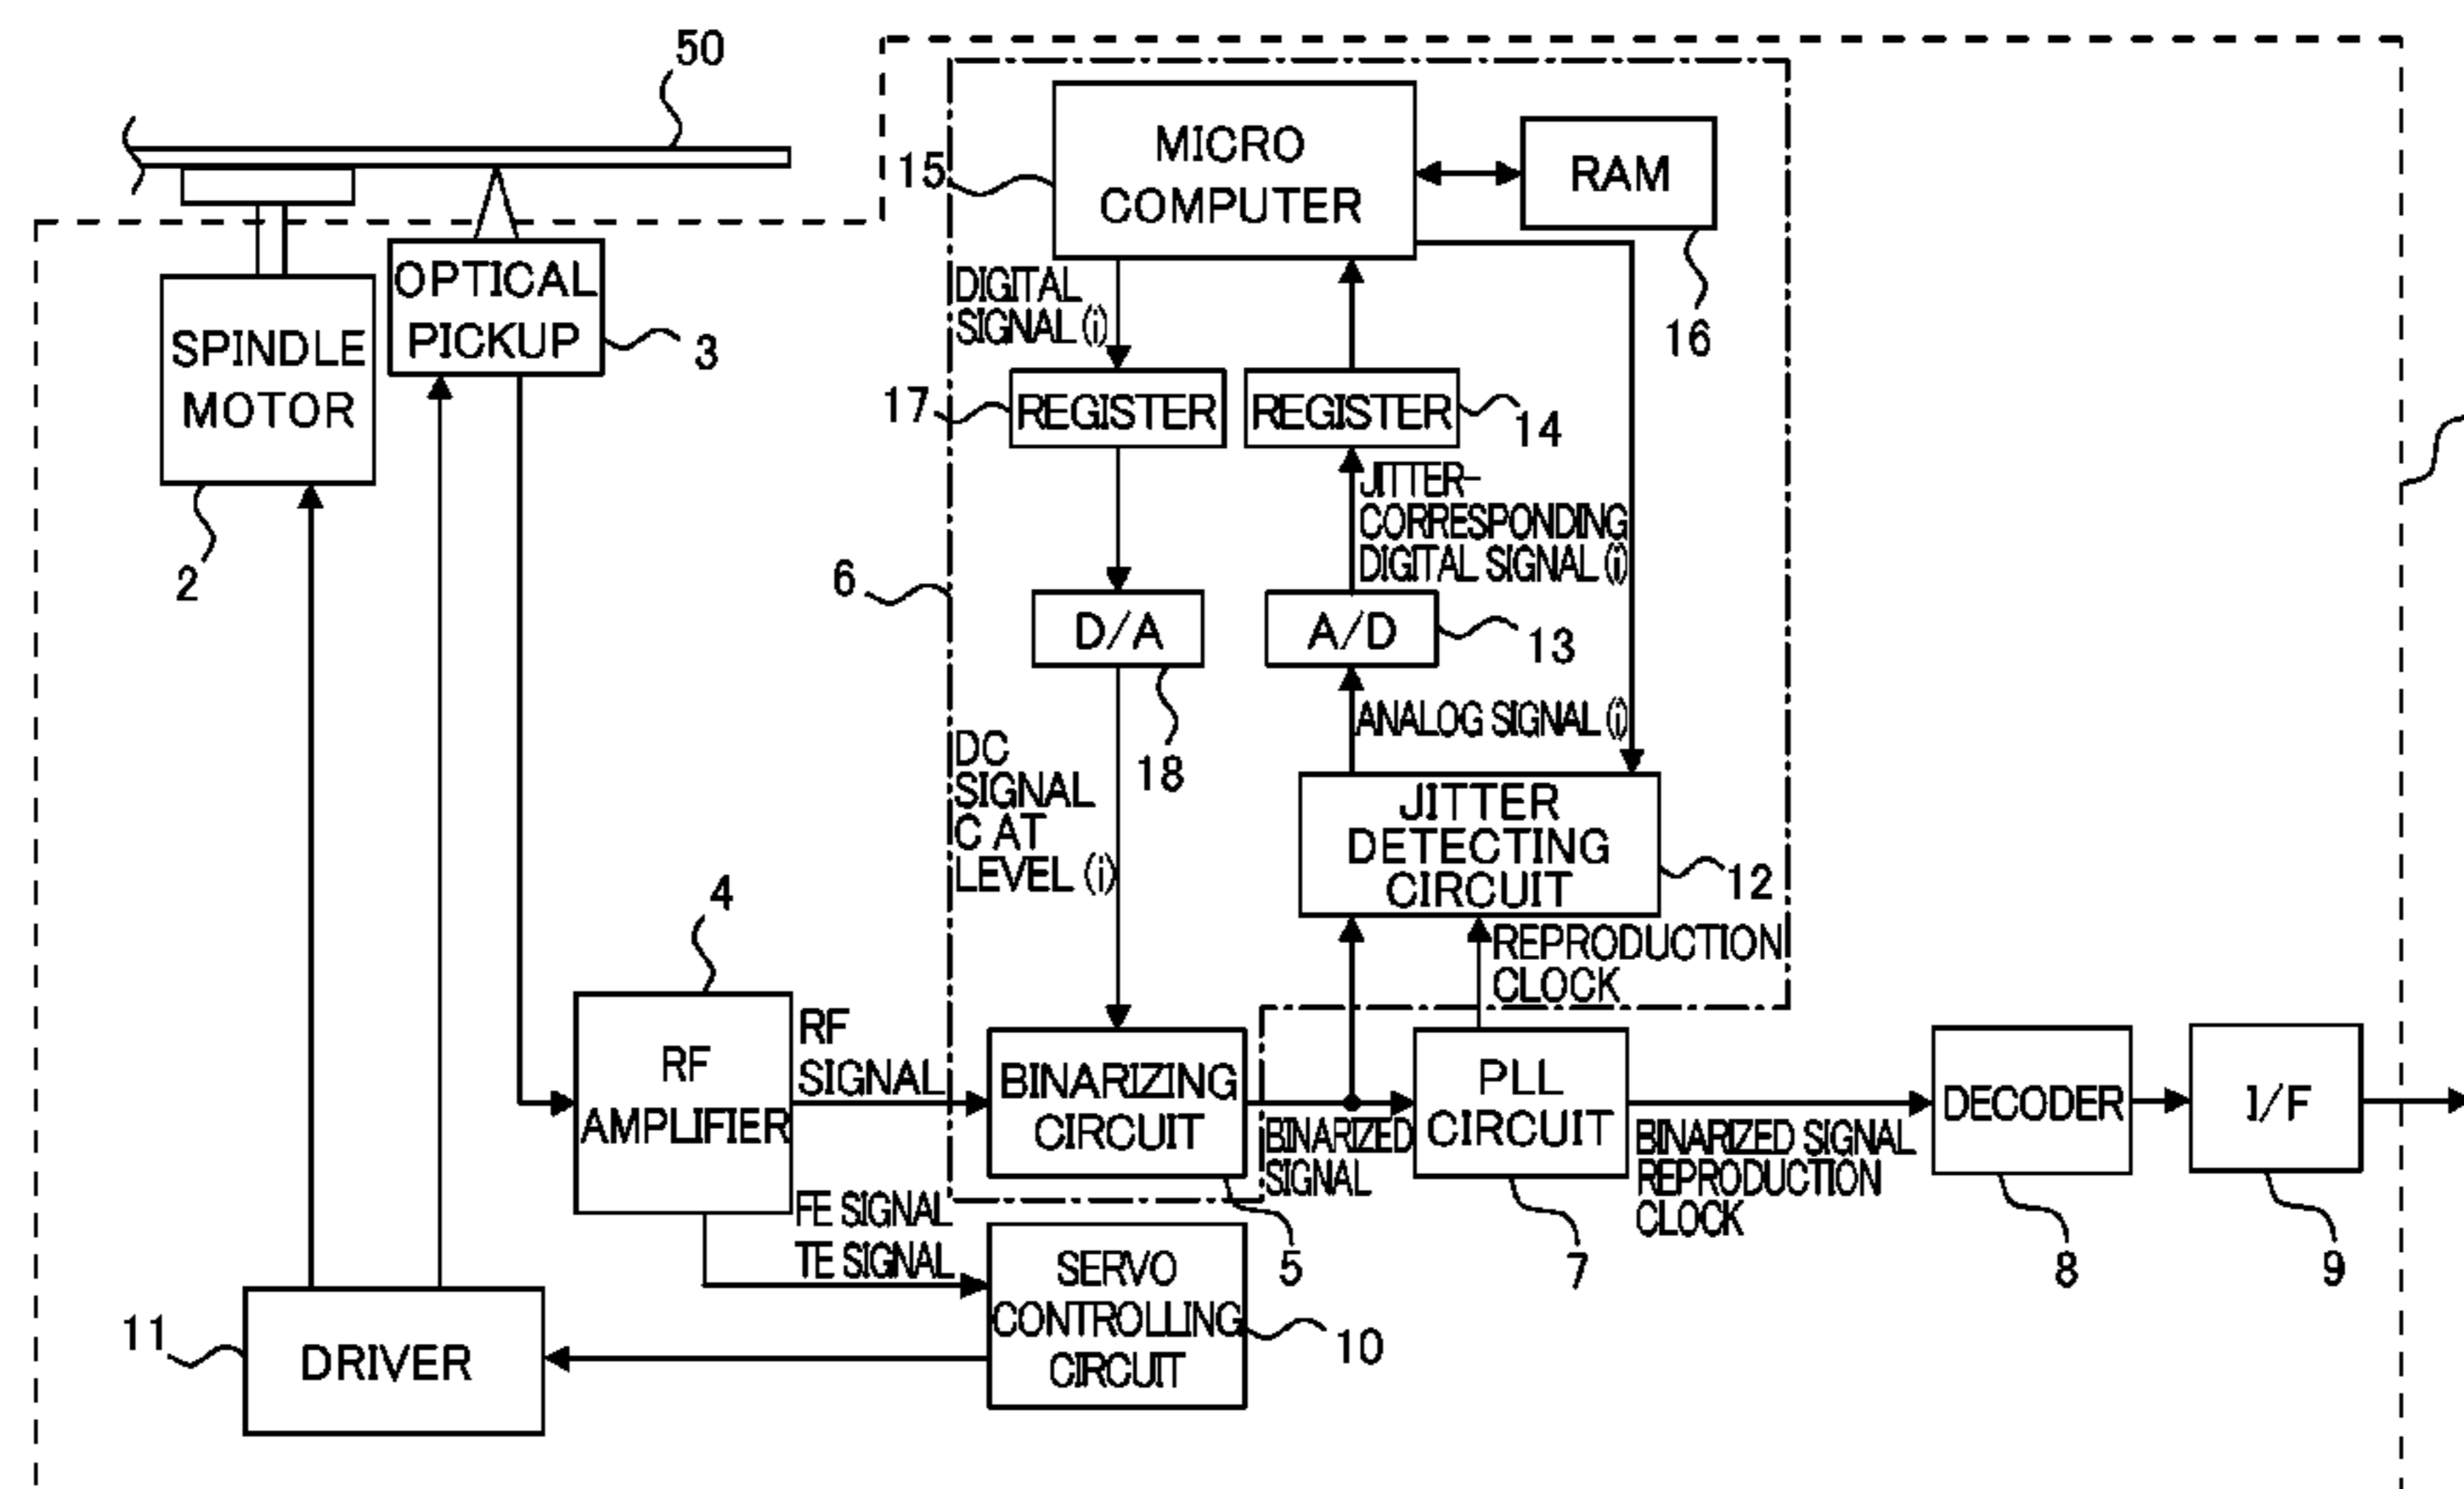 50
MICRO
COMPUTER
15
RAM
16
OPTICAL
PICKUP
3
SPINDLE
MOTOR
2
DIGITAL
SIGNAL (i)
17
REGISTER
REGISTER
14
JITTER-
CORRESPONDING
DIGITAL SIGNAL (i)
6
D/A
18
A/D
13
ANALOG SIGNAL (i)
DC
SIGNAL
C AT
LEVEL (i)
JITTER
DETECTING
CIRCUIT
12
REPRODUCTION
CLOCK
4
RF
AMPLIFIER
RF
SIGNAL
BINARIZING
CIRCUIT
5
BINARIZED
SIGNAL
PLL
CIRCUIT
7
BINARIZED SIGNAL
REPRODUCTION
CLOCK
DECODER
8
I/F
9
FE SIGNAL
TE SIGNAL
SERVO
CONTROLLING
CIRCUIT
10
11
DRIVER